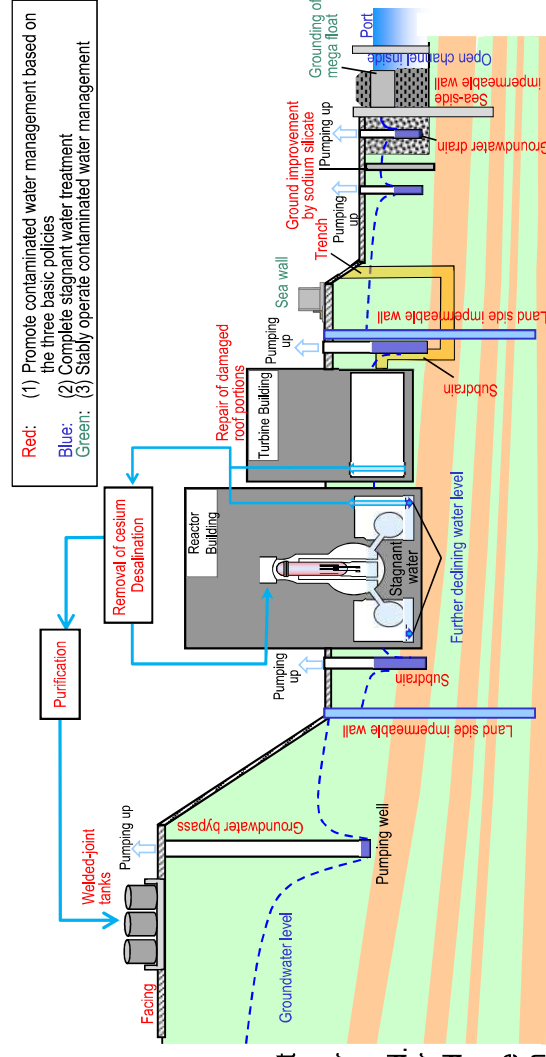 Red: (1) Promote contaminated water management based on
the three basic policies
Blue: (2) Complete stagnant water treatment
Green: (3) Stably operate contaminated water management
Purification
Removal of cesium
Desalination
Welded-joint
tanks
Facing
Pumping up
Groundwater bypass
Groundwater level
Pumping well
Land side impermeable
wall
Pumping
up
Subdrain
Reactor
Building
Stagnant
water
Further declining water level
Repair of damaged
roof portions
Turbine Building
Pumping
up
Subdrain
Land side impermeable
wall
Sea wall
Trench
Pumping
up
Ground improvement
by sodium silicate
Pumping up
Groundwater drain
Sea-side
impermeable wall
Grounding of
mega float
Open channel inside
Port